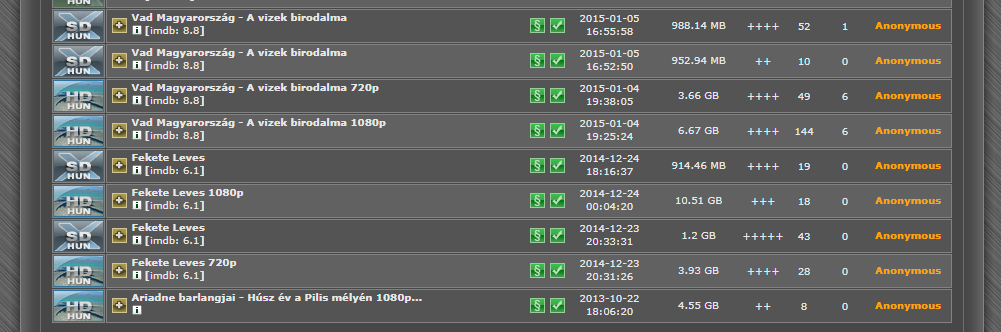 HUN
SD HUN Vad Magyarország - A vizek birodalma § 2015-01-05 988.14 MB ++++ 52 1 Anonymous
i [imdb: 8.8] 16:55:58
SD HUN Vad Magyarország - A vizek birodalma § 2015-01-05 952.94 MB ++ 10 0 Anonymous
i [imdb: 8.8] 16:52:50
HD HUN Vad Magyarország - A vizek birodalma 720p § 2015-01-04 3.66 GB ++++ 49 6 Anonymous
i [imdb: 8.8] 19:38:05
HD HUN Vad Magyarország - A vizek birodalma 1080p § 2015-01-04 6.67 GB ++++ 144 6 Anonymous
i [imdb: 8.8] 19:25:24
SD HUN Fekete Leves § 2014-12-24 914.46 MB ++++ 19 0 Anonymous
i [imdb: 6.1] 18:16:37
HD HUN Fekete Leves 1080p § 2014-12-24 10.51 GB +++ 18 0 Anonymous
i [imdb: 6.1] 00:04:20
SD HUN Fekete Leves § 2014-12-23 1.2 GB +++++ 43 0 Anonymous
i [imdb: 6.1] 20:33:31
HD HUN Fekete Leves 720p § 2014-12-23 3.93 GB ++++ 28 0 Anonymous
i [imdb: 6.1] 20:31:26
HD HUN Ariadne barlangjai - Húsz év a Pilis mélyén 1080p... § 2013-10-22 4.55 GB ++ 8 0 Anonymous
i 18:06:20